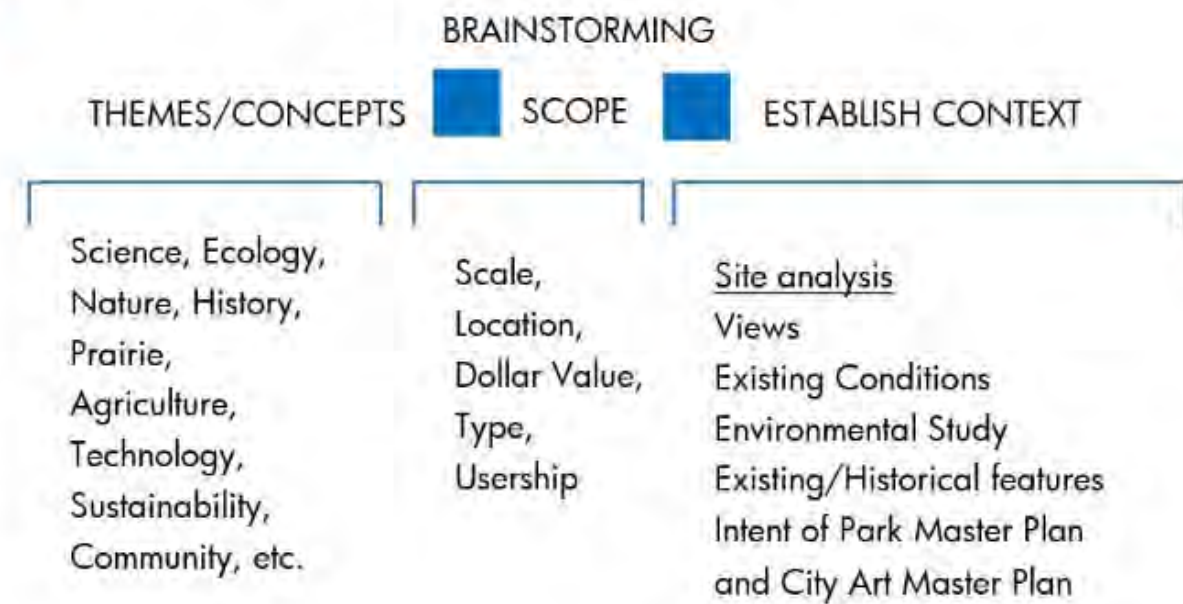 BRAINSTORMING
THEMES/CONCEPTS
SCOPE
ESTABLISH CONTEXT
Science, Ecology,
Nature, History,
Prairie,
Agriculture,
Technology,
Sustainability,
Community, etc.
Scale,
Location,
Dollar Value,
Type,
Usership
Site analysis
Views
Existing Conditions
Environmental Study
Existing/Historical features
Intent of Park Master Plan
and City Art Master Plan